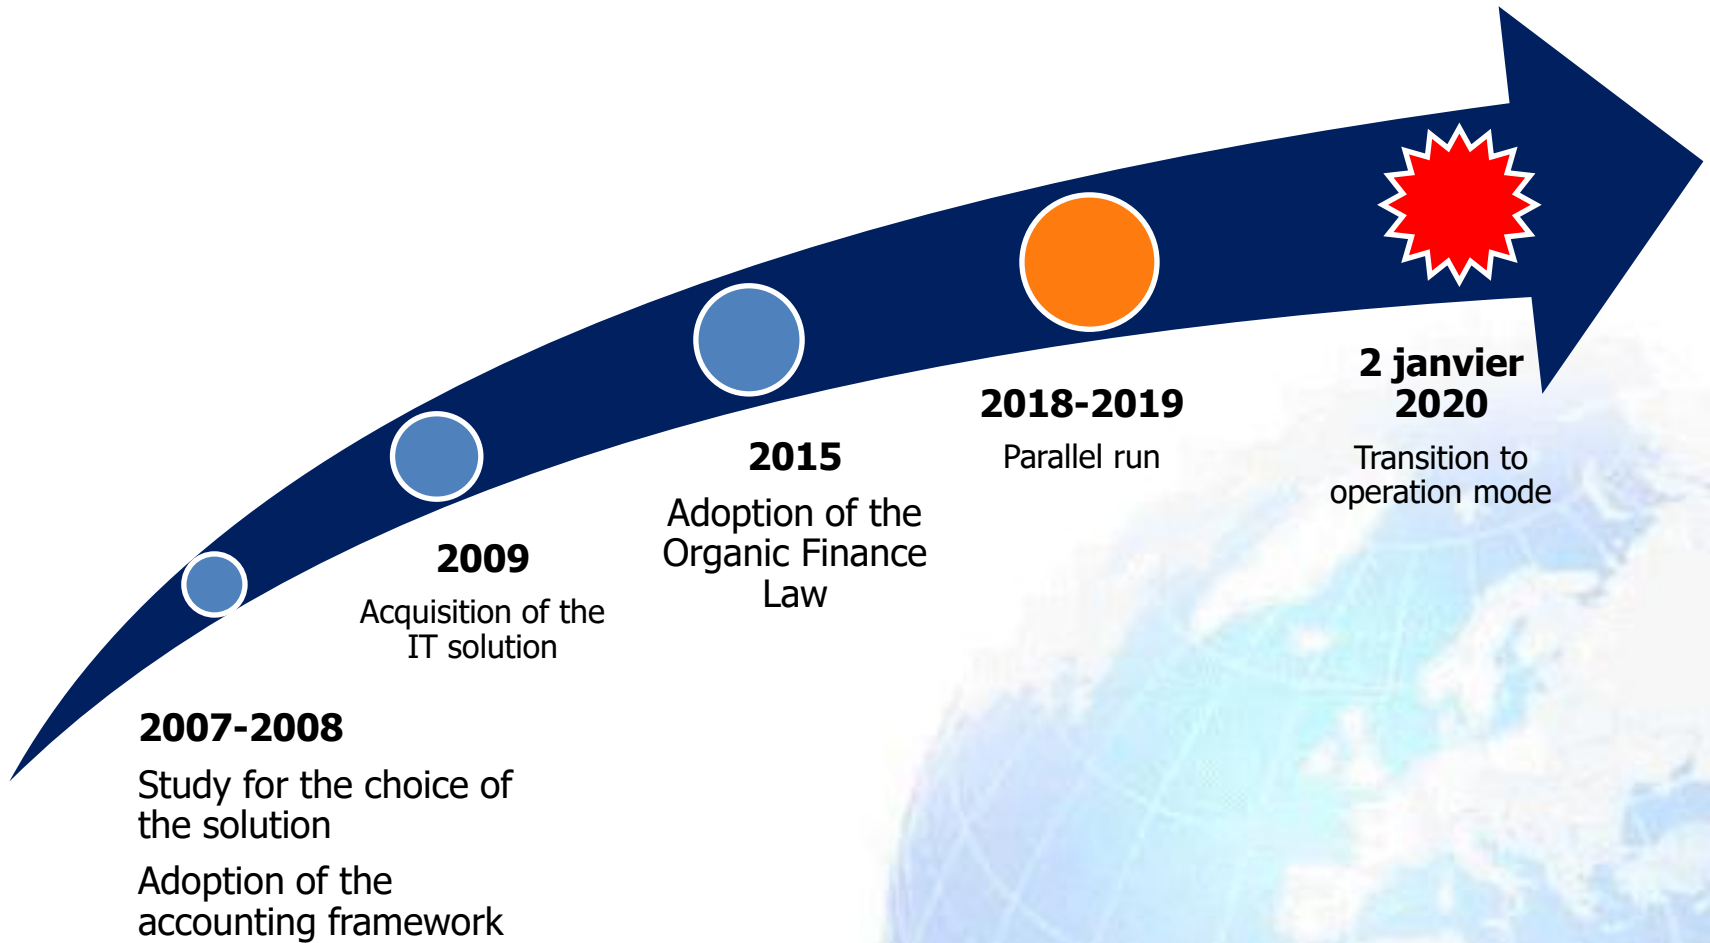 2007-2008
Study for the choice of
the solution
Adoption of the
accounting framework
2009
Acquisition of the
IT solution
2015
Adoption of the
Organic Finance
Law
2018-2019
Parallel run
2 janvier
2020
Transition to
operation mode